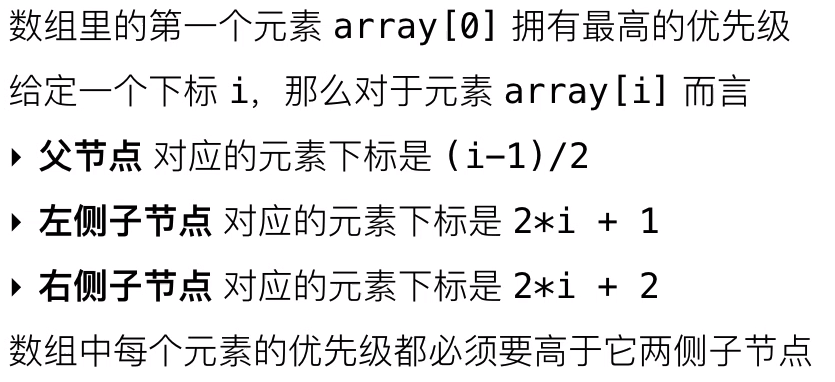 数组里的第一个元素 array[0] 拥有最高的优先级
给定一个下标 i，那么对于元素 array[i] 而言
‣ 父节点 对应的元素下标是 (i-1)/2
‣ 左侧子节点 对应的元素下标是 2*i + 1
‣ 右侧子节点 对应的元素下标是 2*i + 2
数组中每个元素的优先级都必须要高于它两侧子节点